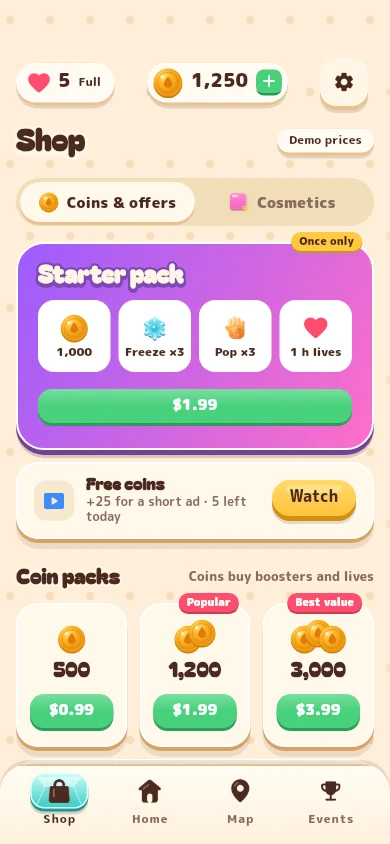 5 Full
1,250
Shop
Demo prices
Coins & offers
Cosmetics
Once only
Starter pack
1,000
Freeze ×3
Pop ×3
1 h lives
$1.99
Free coins
+25 for a short ad · 5 left
today
Watch
Coin packs
Coins buy boosters and lives
Popular
Best value
500
1,200
3,000
$0.99
$1.99
$3.99
Shop
Home
Map
Events